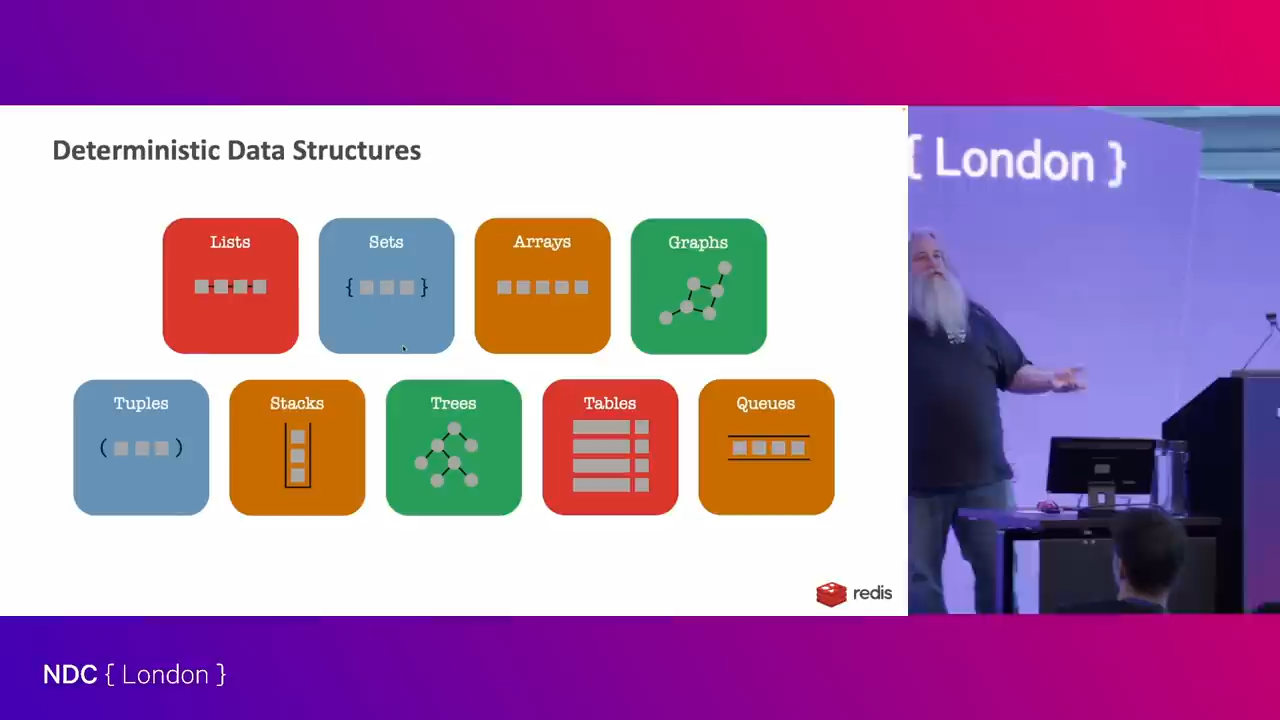 Deterministic Data Structures
Lists
Sets
{ }
Arrays
Graphs
Tuples
( )
Stacks
Trees
Tables
Queues
redis
{ London }
NDC { London }